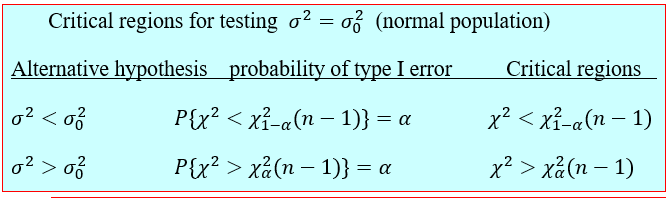 Critical regions for testing σ² = σ₀² (normal population)
Alternative hypothesis probability of type I error Critical regions
σ² < σ₀² P{χ² < χ²₁₋α(n − 1)} = α χ² < χ²₁₋α(n − 1)
σ² > σ₀² P{χ² > χ²α(n − 1)} = α χ² > χ²α(n − 1)